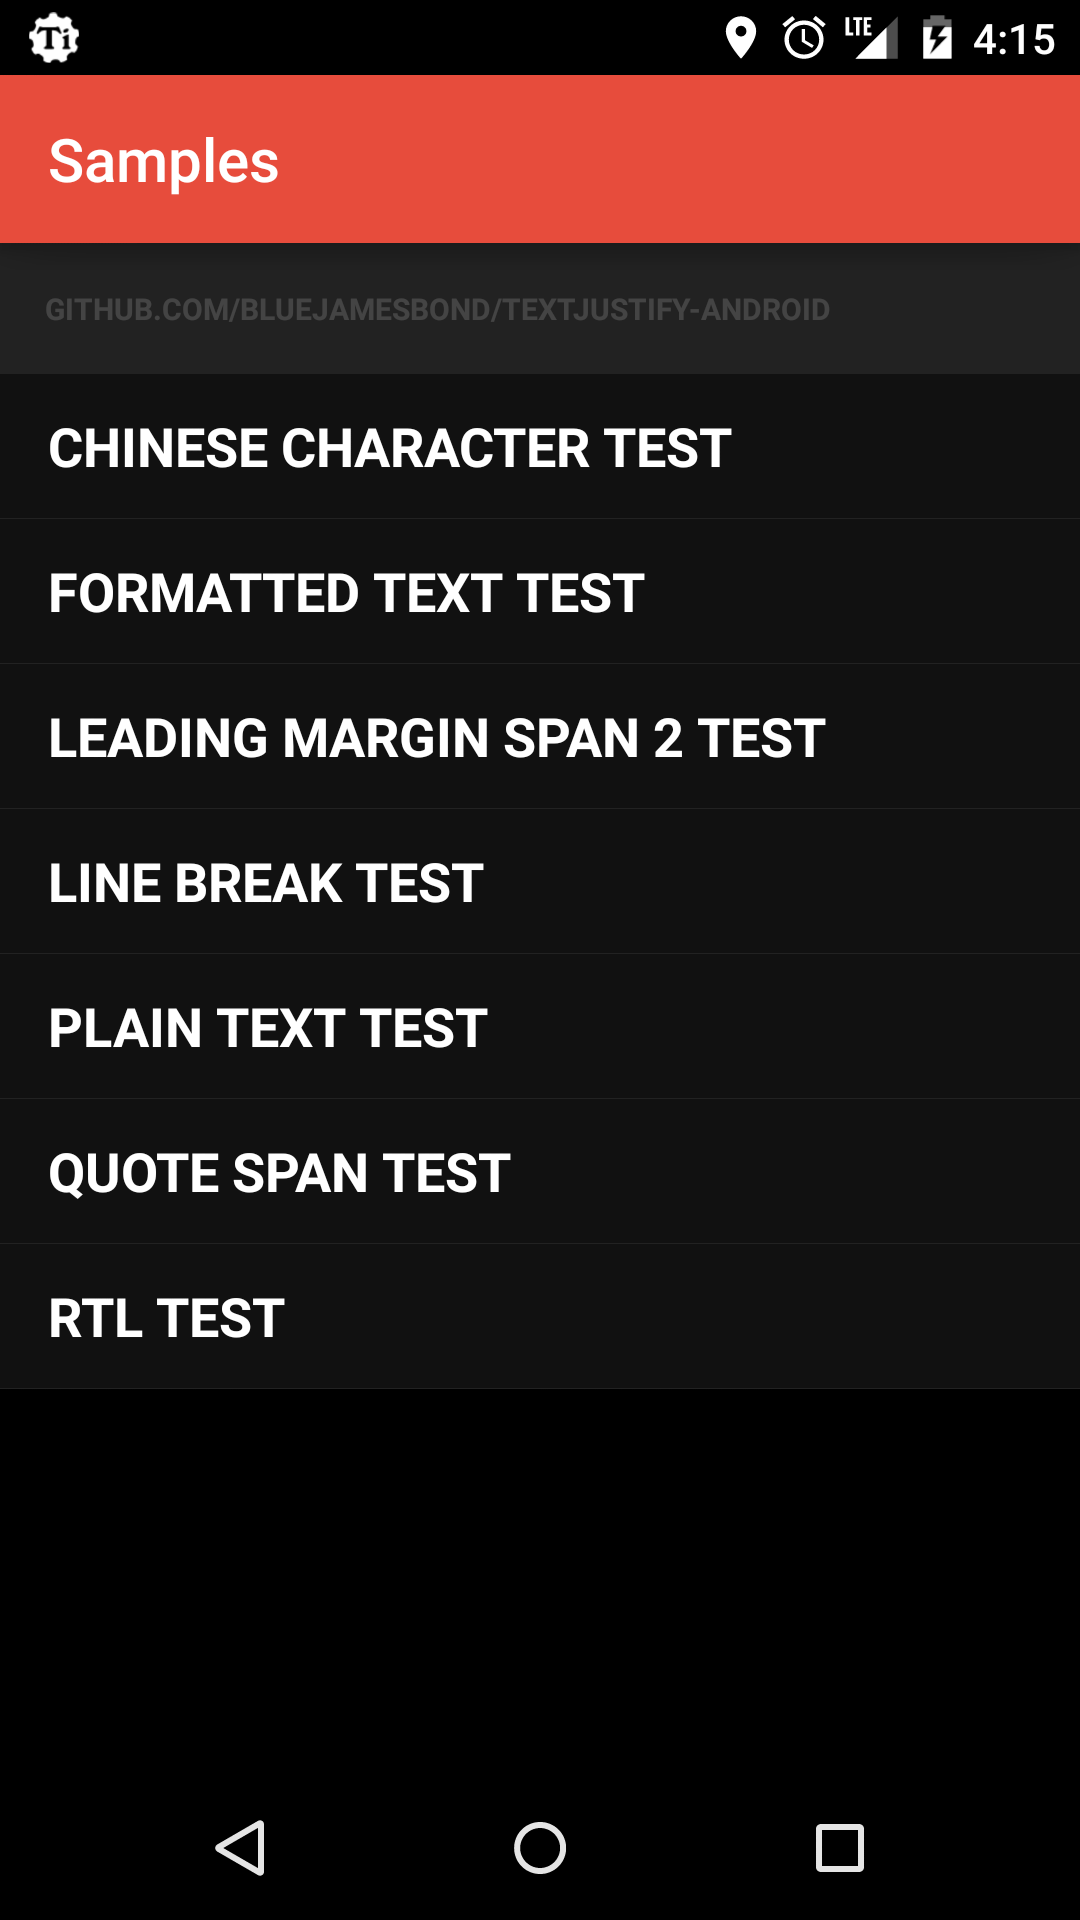 Ti LTE 4:15
Samples
GITHUB.COM/BLUEJAMESBOND/TEXTJUSTIFY-ANDROID
CHINESE CHARACTER TEST
FORMATTED TEXT TEST
LEADING MARGIN SPAN 2 TEST
LINE BREAK TEST
PLAIN TEXT TEST
QUOTE SPAN TEST
RTL TEST